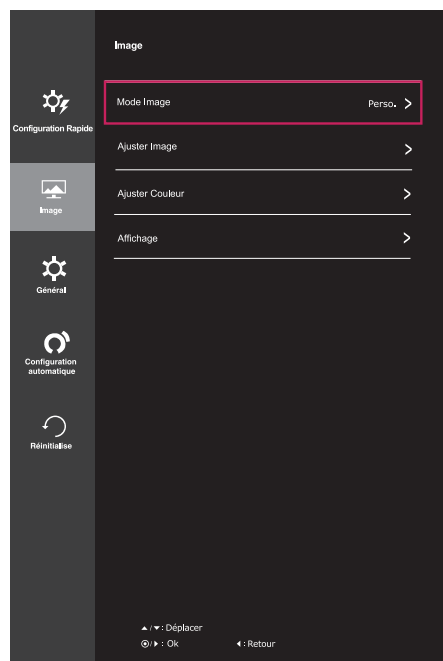 Image
Configuration Rapide
Image
Général
Configuration
automatique
Réinitialise
Mode Image Perso. >
Ajuster Image >
Ajuster Couleur >
Affichage >
▲/▼: Déplacer
◉/▶ : Ok ◀ : Retour